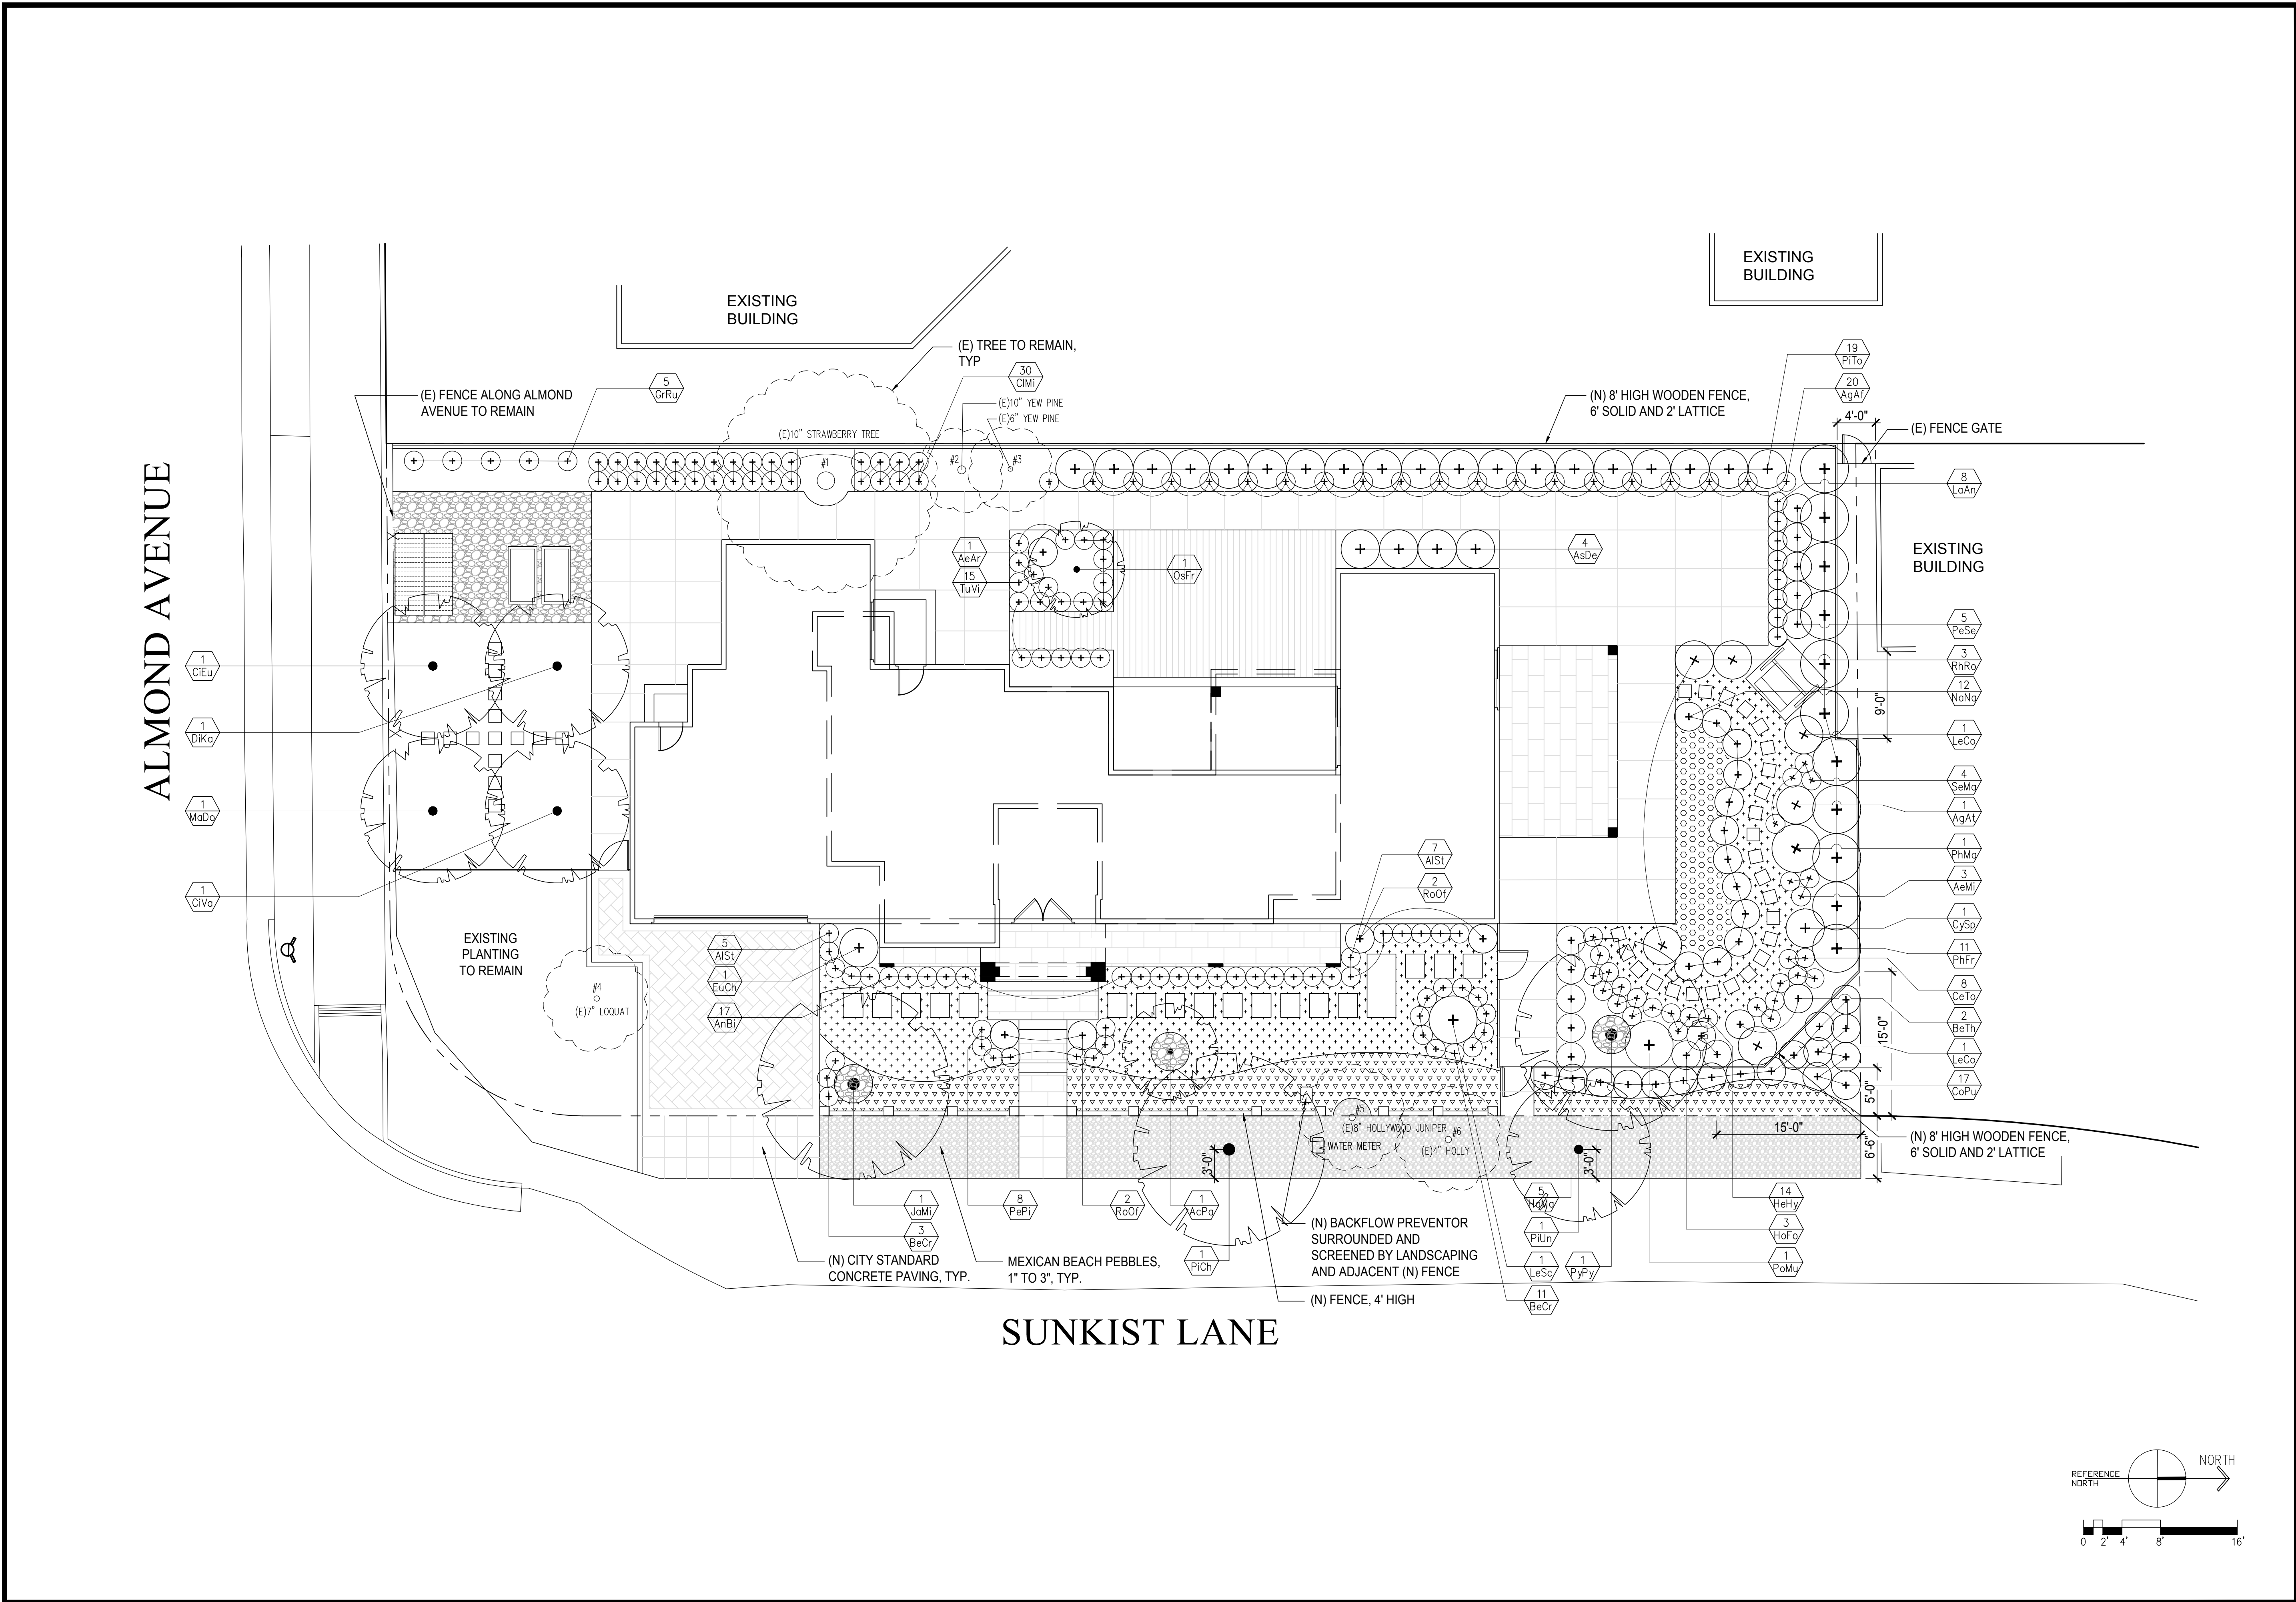 EXISTING
BUILDING
EXISTING
BUILDING
(E) TREE TO REMAIN,
TYP
19
PiTo
30
ClMi
5
GrRu
20
AgAf
(E) FENCE ALONG ALMOND
AVENUE TO REMAIN
(E)10" YEW PINE
(E)6" YEW PINE
(N) 8' HIGH WOODEN FENCE,
6' SOLID AND 2' LATTICE
4'-0"
(E) FENCE GATE
(E)10" STRAWBERRY TREE
#1
#2
#3
8
LaAn
ALMOND AVENUE
1
AeAr
15
TuVi
1
OsFr
4
AsDe
EXISTING
BUILDING
5
PeSe
1
CiEu
3
RhRo
12
NaNa
9'-0"
1
DiKa
1
LeCo
4
SeMa
1
MaDo
1
AgAt
1
PhMa
7
AlSt
2
RoOf
3
AeMi
1
CiVa
1
CySp
EXISTING
PLANTING
TO REMAIN
5
AlSt
11
PhFr
1
EuCh
8
CeTo
#4
(E)7" LOQUAT
17
AnBi
2
BeTh
15'-0"
1
LeCo
17
CoPu
5'-0"
#5
(E)8" HOLLYWOOD JUNIPER
#6
WATER METER
(E)4" HOLLY
15'-0"
6'-6"
(N) 8' HIGH WOODEN FENCE,
6' SOLID AND 2' LATTICE
3'-0"
3'-0"
1
JaMi
8
PePi
2
RoOf
1
AcPa
5
HaMa
14
HeHy
3
BeCr
(N) BACKFLOW PREVENTOR
SURROUNDED AND
SCREENED BY LANDSCAPING
AND ADJACENT (N) FENCE
1
PiUn
3
HoFo
(N) CITY STANDARD
CONCRETE PAVING, TYP.
MEXICAN BEACH PEBBLES,
1" TO 3", TYP.
1
PiCh
1
LeSc
1
PyPy
1
PoMu
(N) FENCE, 4' HIGH
11
BeCr
SUNKIST LANE
NORTH
REFERENCE
NORTH
0 2' 4' 8' 16'